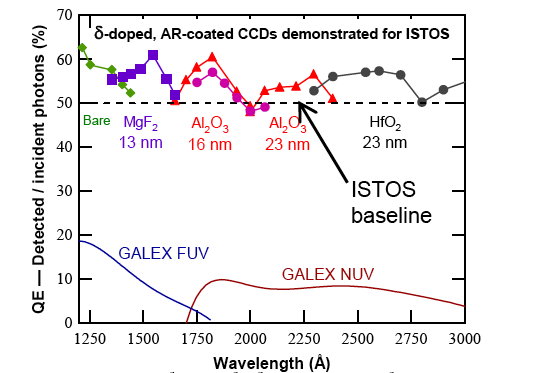 δ-doped, AR-coated CCDs demonstrated for ISTOS
QE — Detected / incident photons (%)
70
60
50
40
30
20
10
0
Bare
MgF2
13 nm
Al2O3
16 nm
Al2O3
23 nm
HfO2
23 nm
ISTOS
baseline
GALEX FUV
GALEX NUV
1250 1500 1750 2000 2250 2500 2750 3000
Wavelength (Å)